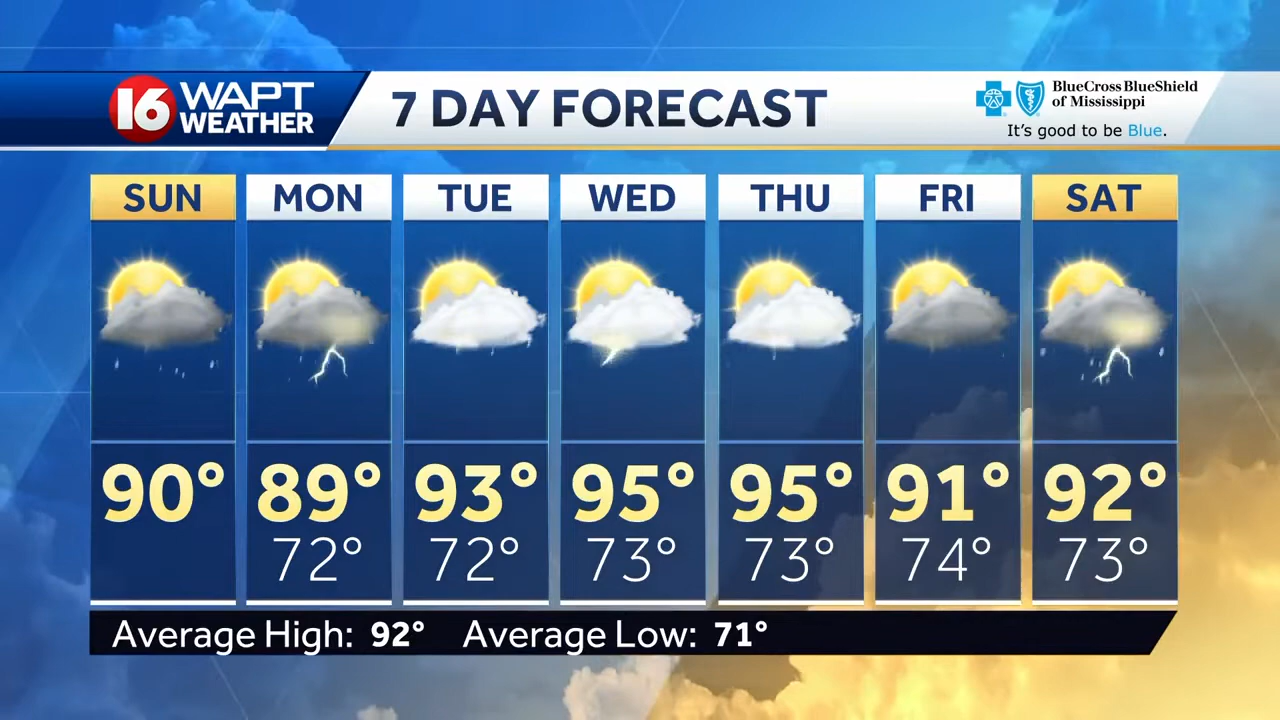 16 WAPT
WEATHER
7 DAY FORECAST
BlueCross BlueShield
of Mississippi
It's good to be Blue.
SUN MON TUE WED THU FRI SAT
90° 89° 93° 95° 95° 91° 92°
72° 72° 73° 73° 74° 73°
Average High: 92° Average Low: 71°